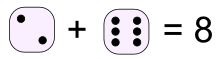 + = 8